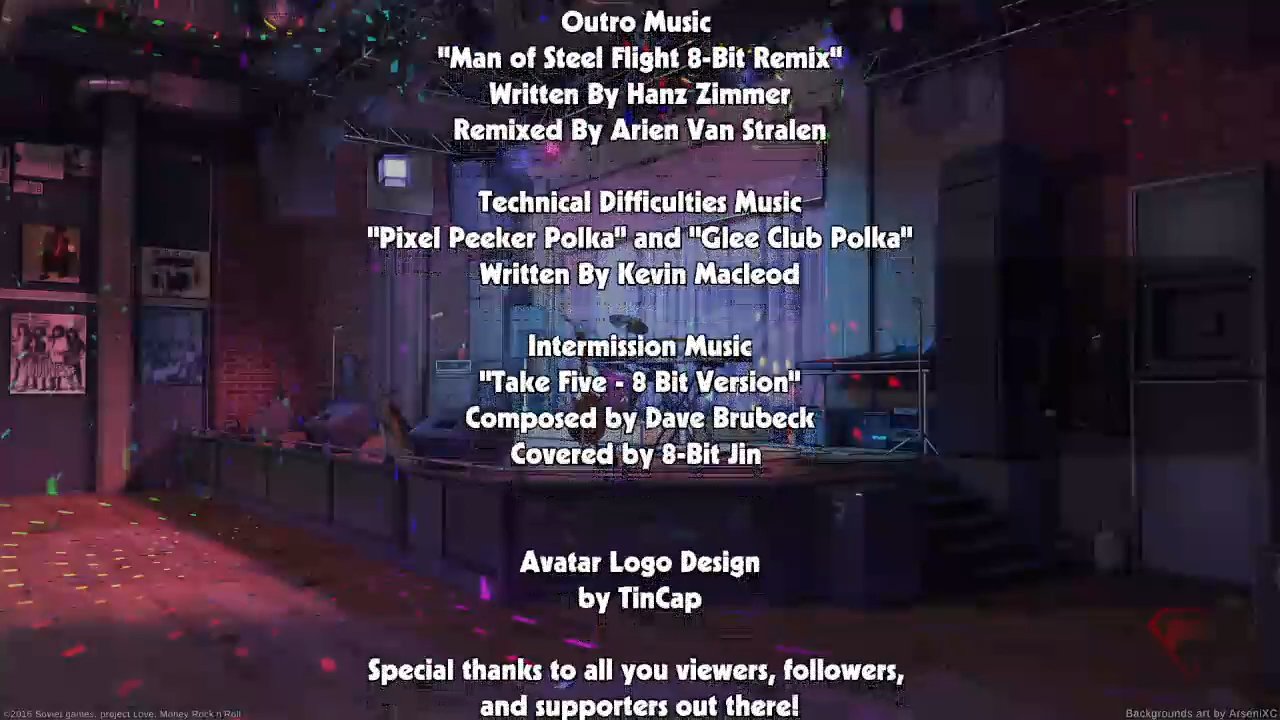 Outro Music
"Man of Steel Flight 8-Bit Remix"
Written By Hanz Zimmer
Remixed By Arien Van Stralen
Technical Difficulties Music
"Pixel Peeker Polka" and "Glee Club Polka"
Written By Kevin Macleod
Intermission Music
"Take Five - 8 Bit Version"
Composed by Dave Brubeck
Covered by 8-Bit Jin
Avatar Logo Design
by TinCap
Special thanks to all you viewers, followers,
and supporters out there!
©2016 Soviet games, project Love, Money Rock'n'Roll
Backgrounds art by ArseniXC